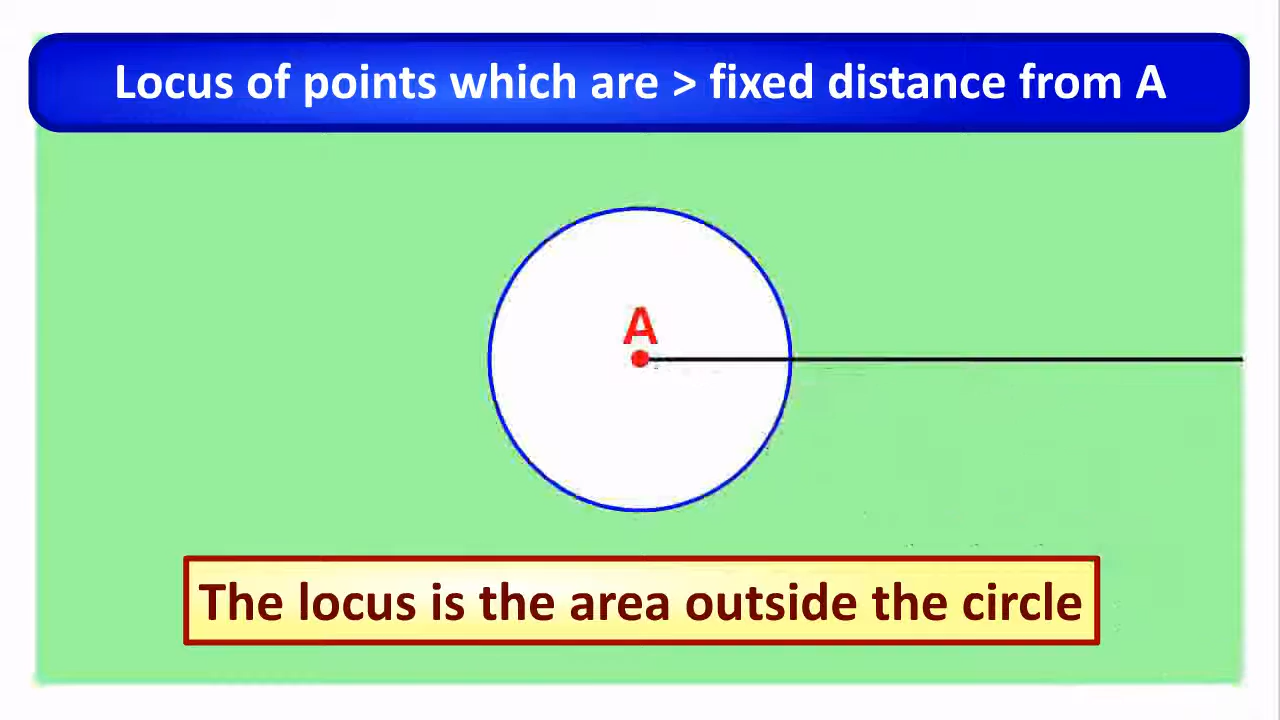 Locus of points which are > fixed distance from A
A
The locus is the area outside the circle